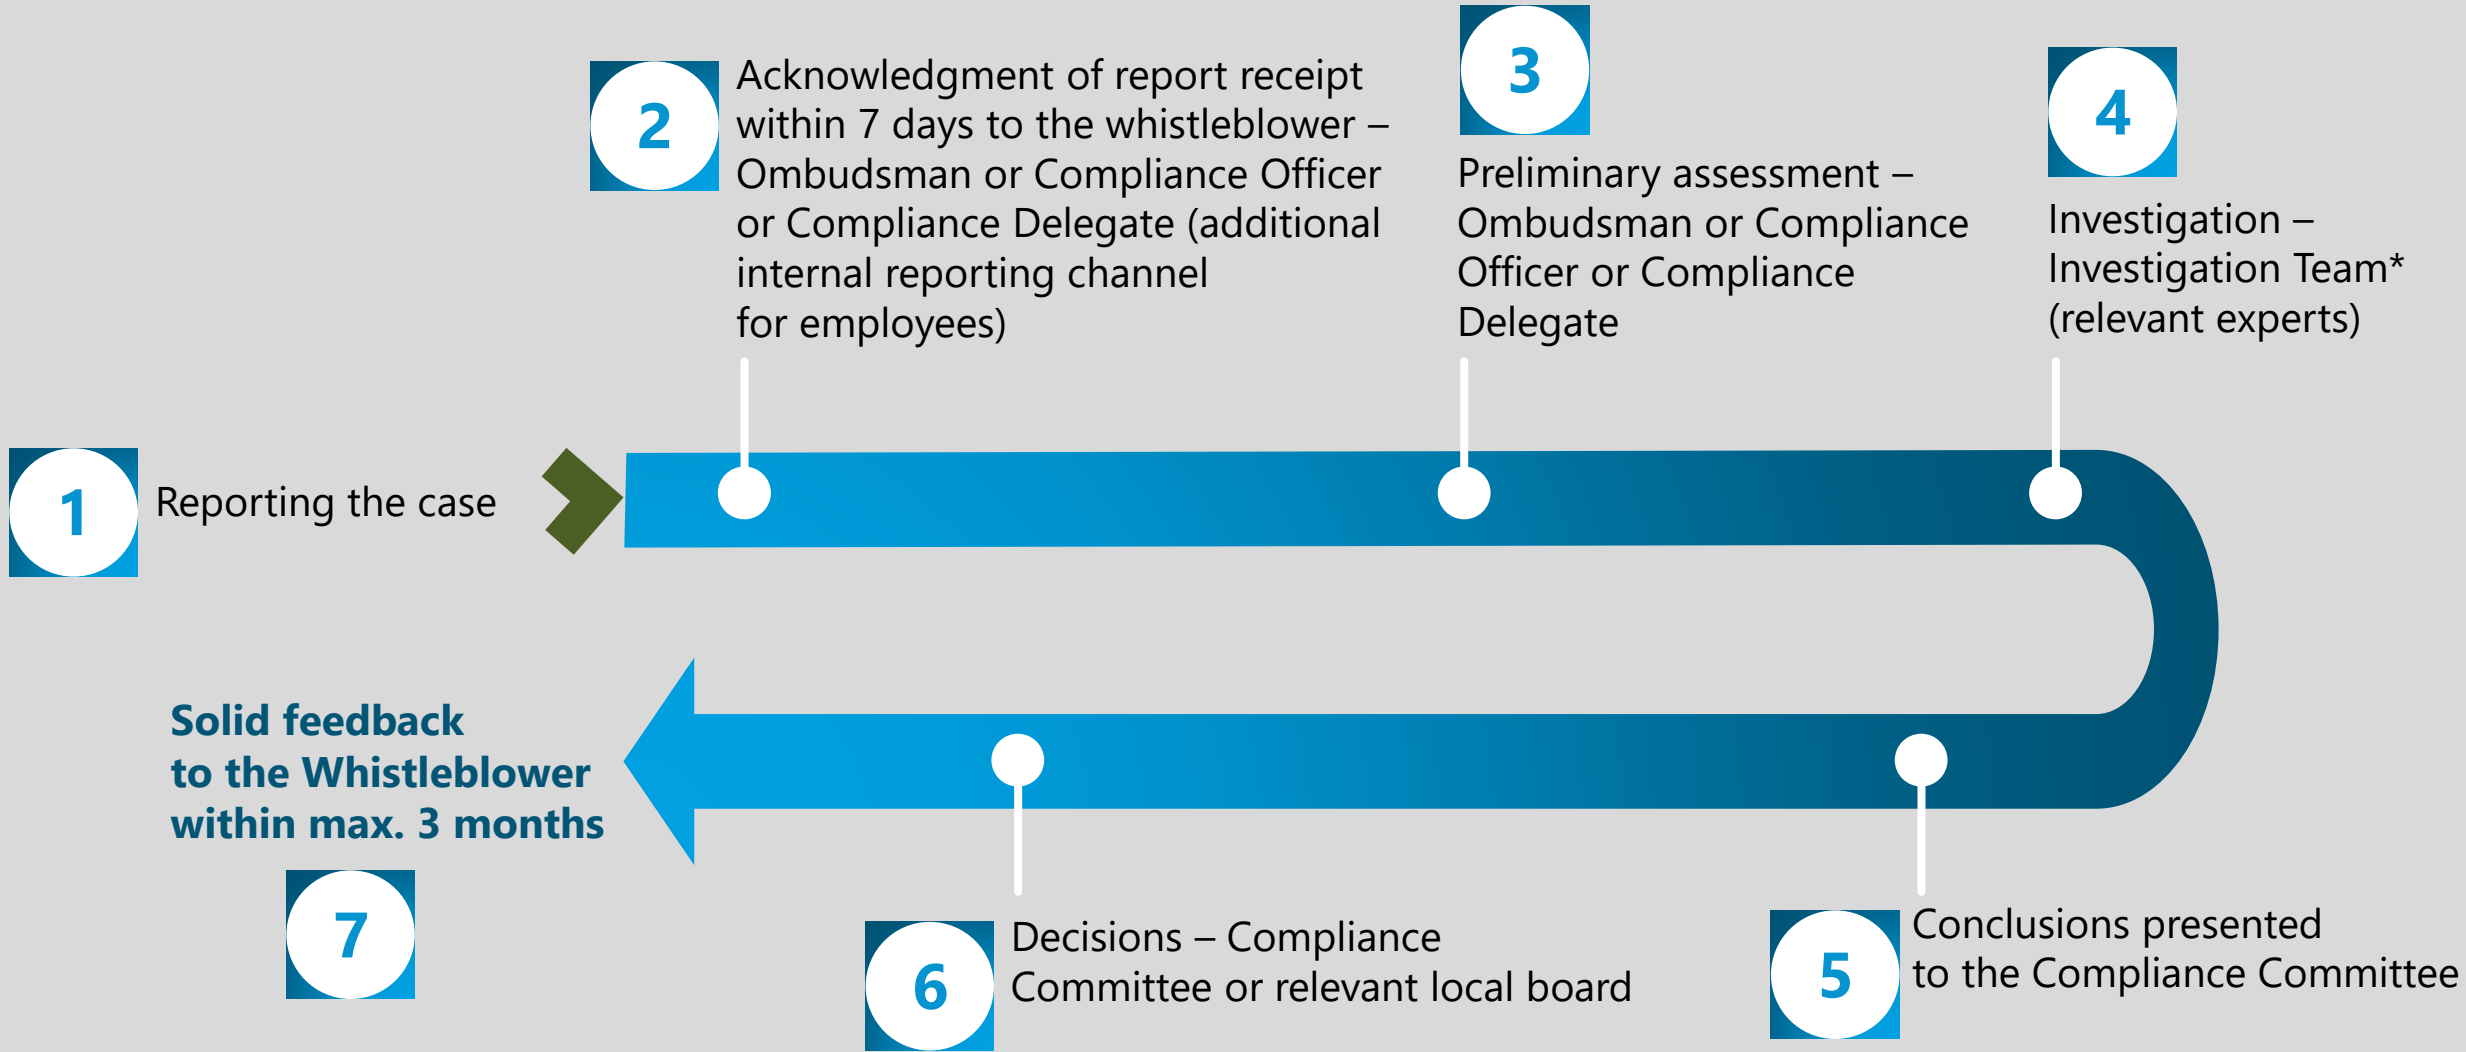 1
Reporting the case
2
Acknowledgment of report receipt
within 7 days to the whistleblower –
Ombudsman or Compliance Officer
or Compliance Delegate (additional
internal reporting channel
for employees)
3
Preliminary assessment –
Ombudsman or Compliance
Officer or Compliance
Delegate
4
Investigation –
Investigation Team*
(relevant experts)
5
Conclusions presented
to the Compliance Committee
6
Decisions – Compliance
Committee or relevant local board
Solid feedback
to the Whistleblower
within max. 3 months
7